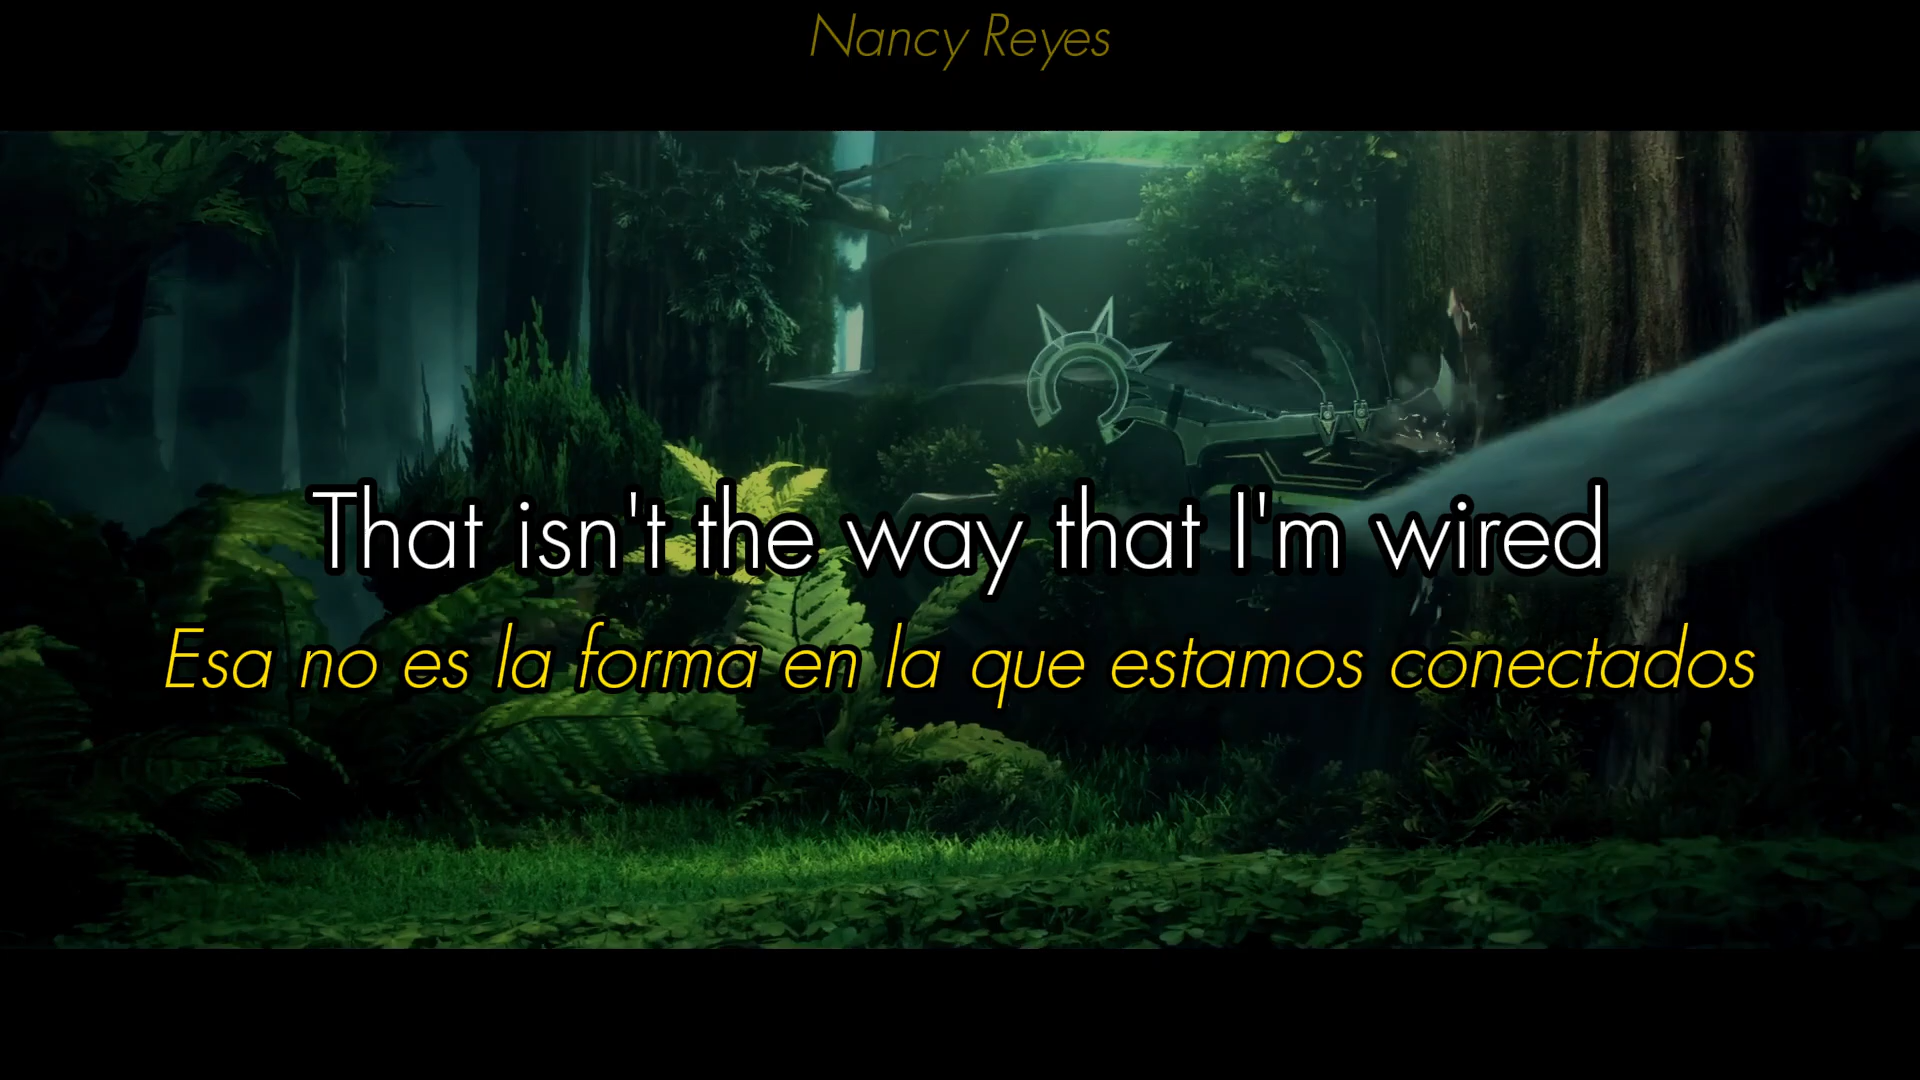 Nancy Reyes
That isn't the way that I'm wired
Esa no es la forma en la que estamos conectados